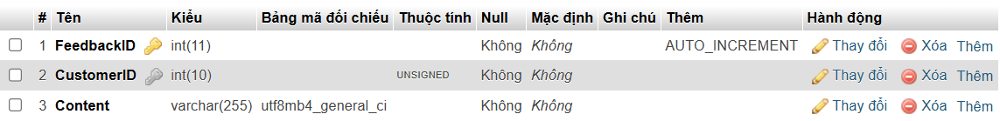 # Tên Kiểu Bảng mã đối chiếu Thuộc tính Null Mặc định Ghi chú Thêm Hành động
1 FeedbackID int(11) Không Không AUTO_INCREMENT Thay đổi Xóa Thêm
2 CustomerID int(10) UNSIGNED Không Không Thay đổi Xóa Thêm
3 Content varchar(255) utf8mb4_general_ci Không Không Thay đổi Xóa Thêm